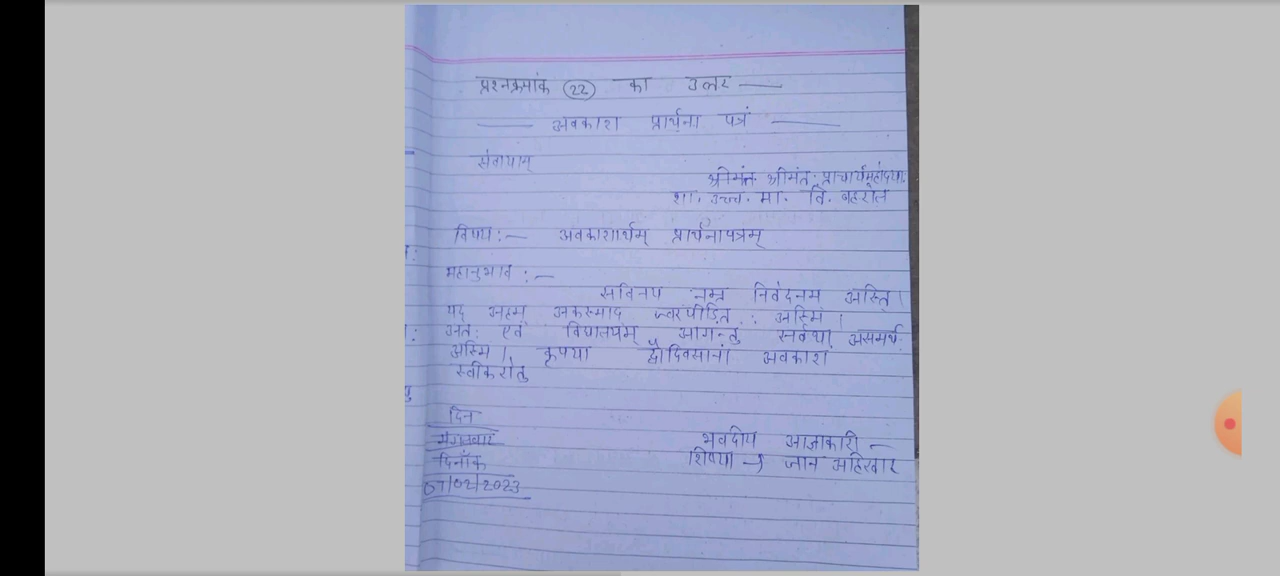 प्रश्नक्रमांक (22) का उत्तर —
— अवकाश प्रार्थना पत्रं —
सेवायाम्
श्रीमंत श्रीमंत: प्राचार्यमहोदया:
शा. उच्च. मा. वि. बहरोल
विषय :— अवकाशार्थम् प्रार्थनापत्रम्
महानुभाव :—
सविनय नम्र निवेदनम अस्ति।
यद् अहम् अकस्माद ज्वरपीड़ित : अस्मि।
अत: एवं विद्यालयम् आगन्तु सर्वथा असमर्थ
अस्मि।. कृपया द्वौदिवसानां अवकाश
स्वीकरोतु
दिन
मंगलवार
दिनाँक
07/02/2023
भवदीय आज्ञाकारी —
शिष्या → अहिरवार